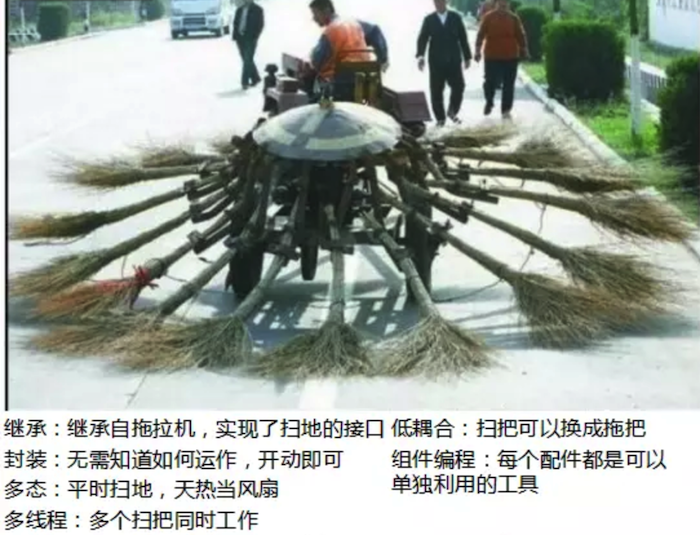 继承：继承自拖拉机，实现了扫地的接口
封装：无需知道如何运作，开动即可
多态：平时扫地，天热当风扇
多线程：多个扫把同时工作
低耦合：扫把可以换成拖把
组件编程：每个配件都是可以
单独利用的工具